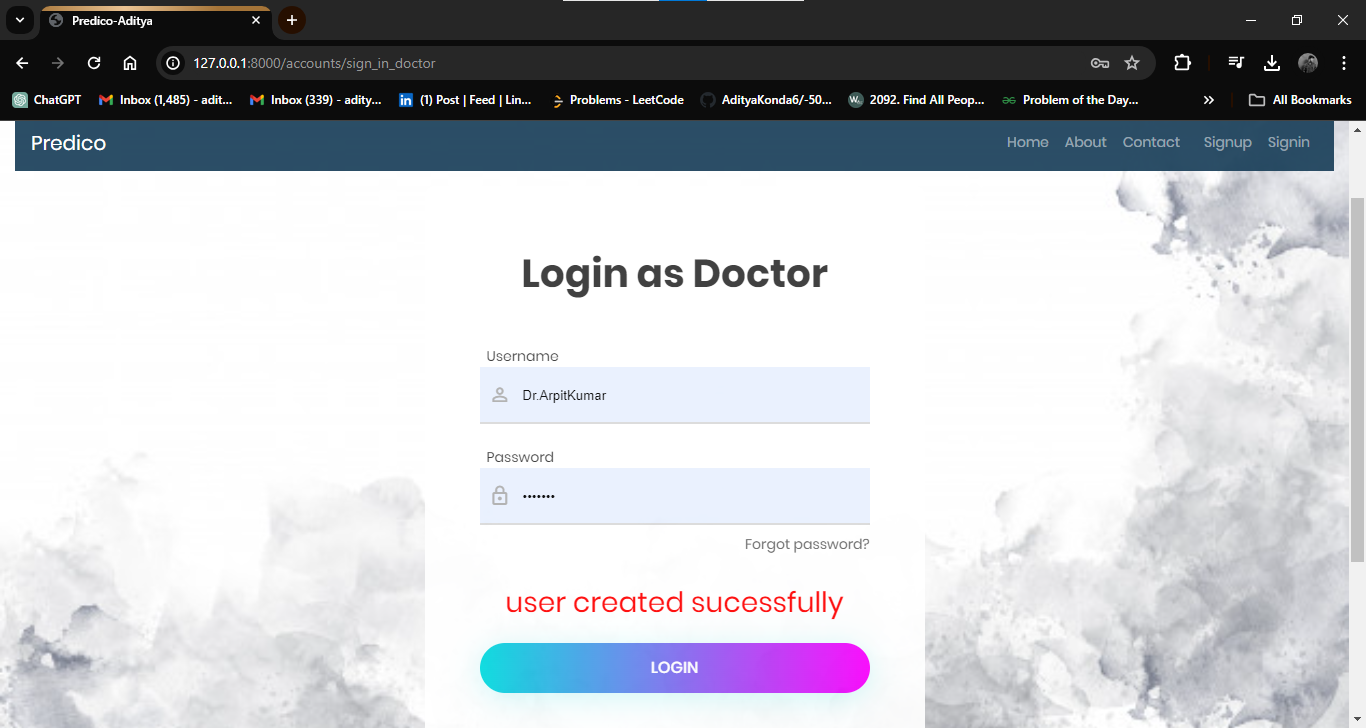 Predico-Aditya
127.0.0.1:8000/accounts/sign_in_doctor
ChatGPT Inbox (1,485) - adit... Inbox (339) - adity... (1) Post | Feed | Lin... Problems - LeetCode AdityaKonda6/-50... 2092. Find All Peop... Problem of the Day... » All Bookmarks
Predico Home About Contact Signup Signin
Login as Doctor
Username
Dr.ArpitKumar
Password
•••••••
Forgot password?
user created sucessfully
LOGIN